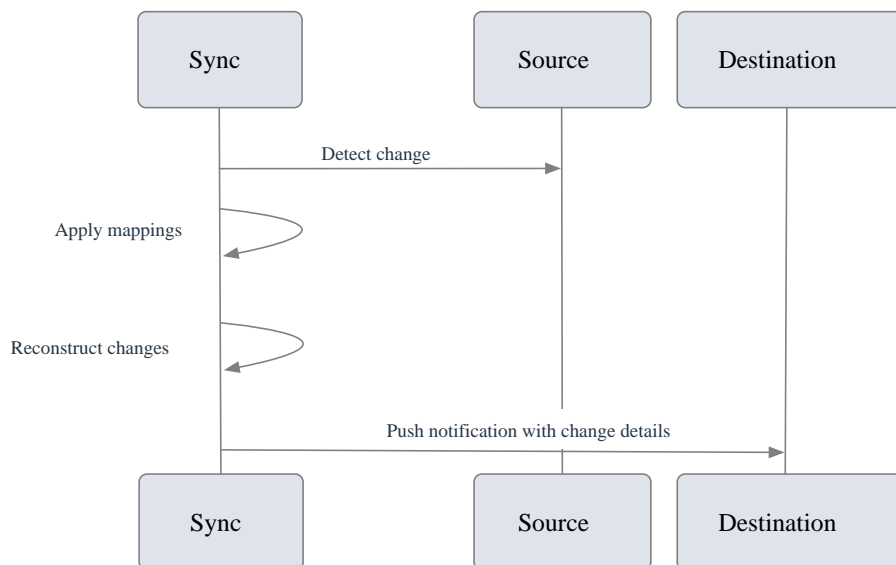 Sync
Source
Destination
Detect change
Apply mappings
Reconstruct changes
Push notification with change details
Sync
Source
Destination